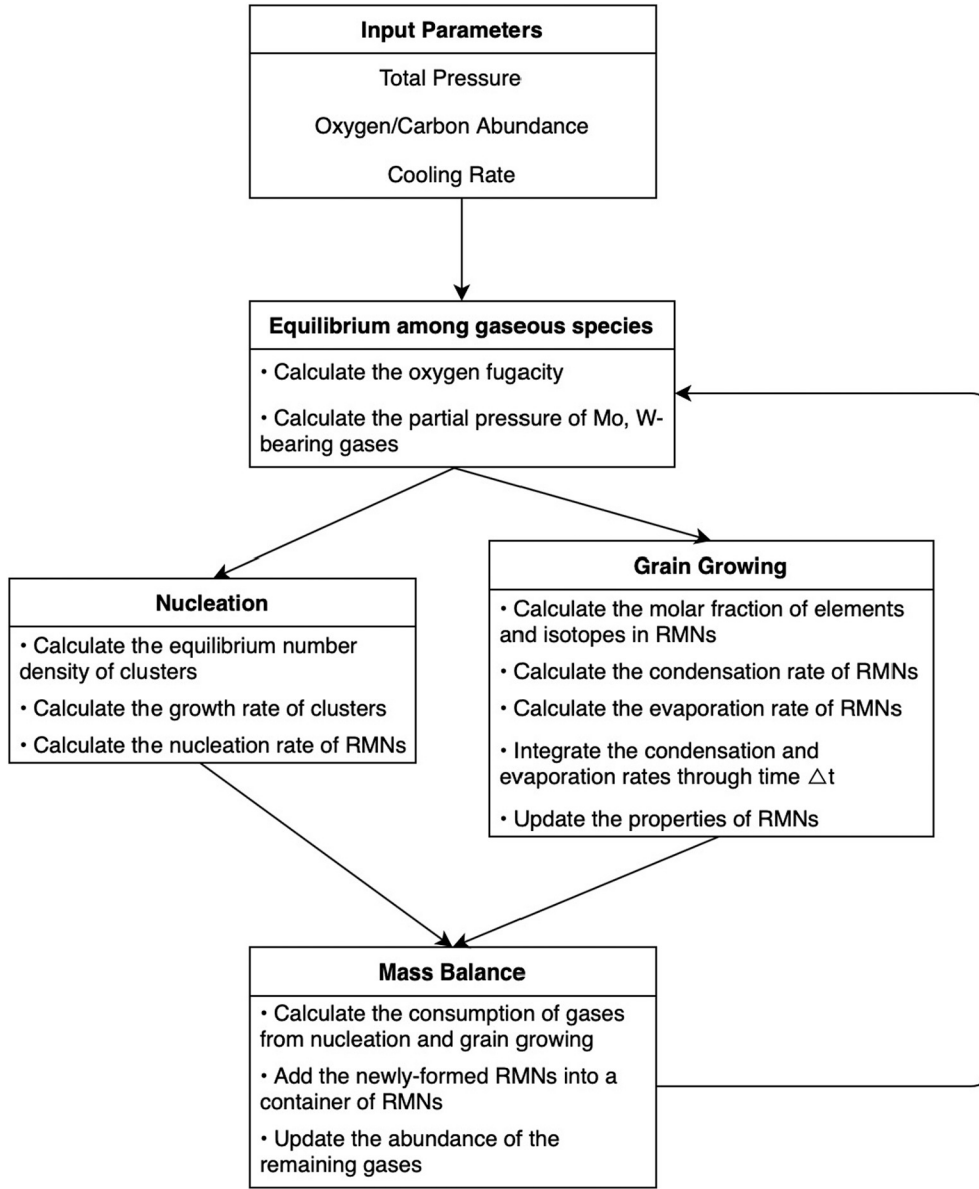 Input Parameters
Total Pressure
Oxygen/Carbon Abundance
Cooling Rate
Equilibrium among gaseous species
• Calculate the oxygen fugacity
• Calculate the partial pressure of Mo, W-
bearing gases
Nucleation
• Calculate the equilibrium number
density of clusters
• Calculate the growth rate of clusters
• Calculate the nucleation rate of RMNs
Grain Growing
• Calculate the molar fraction of elements
and isotopes in RMNs
• Calculate the condensation rate of RMNs
• Calculate the evaporation rate of RMNs
• Integrate the condensation and
evaporation rates through time △t
• Update the properties of RMNs
Mass Balance
• Calculate the consumption of gases
from nucleation and grain growing
• Add the newly-formed RMNs into a
container of RMNs
• Update the abundance of the
remaining gases